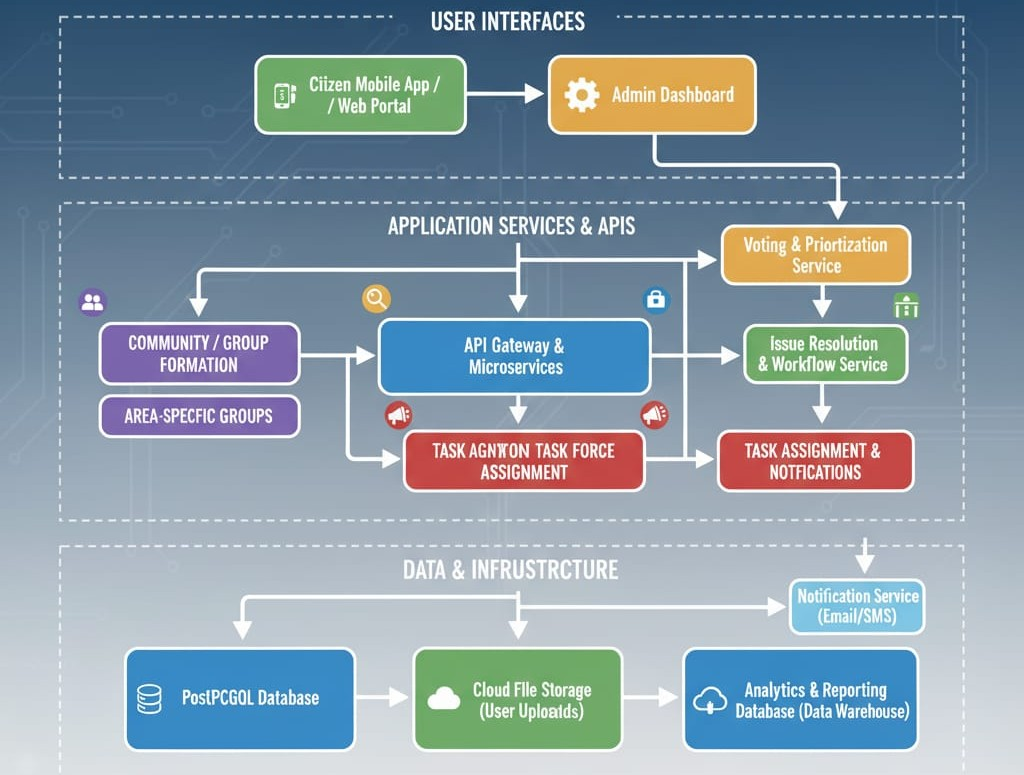 USER INTERFACES
Ciizen Mobile App /
/ Web Portal
Admin Dashboard
APPLICATION SERVICES & APIS
Voting & Priortization
Service
COMMUNITY / GROUP
FORMATION
API Gateway &
Microservices
Issue Resolution
& Workflow Service
AREA-SPECFIC GROUPS
TASK FORCE
ASSIGNMENT
TASK ASSIGNMENT &
NOTFICATIONS
DATA & INFRUSTRCTURE
Notification Service
(Email/SMS)
PostPCGQL Database
Cloud File Storage
(User Uploads)
Analytics & Reporting
Database (Data Warehouse)